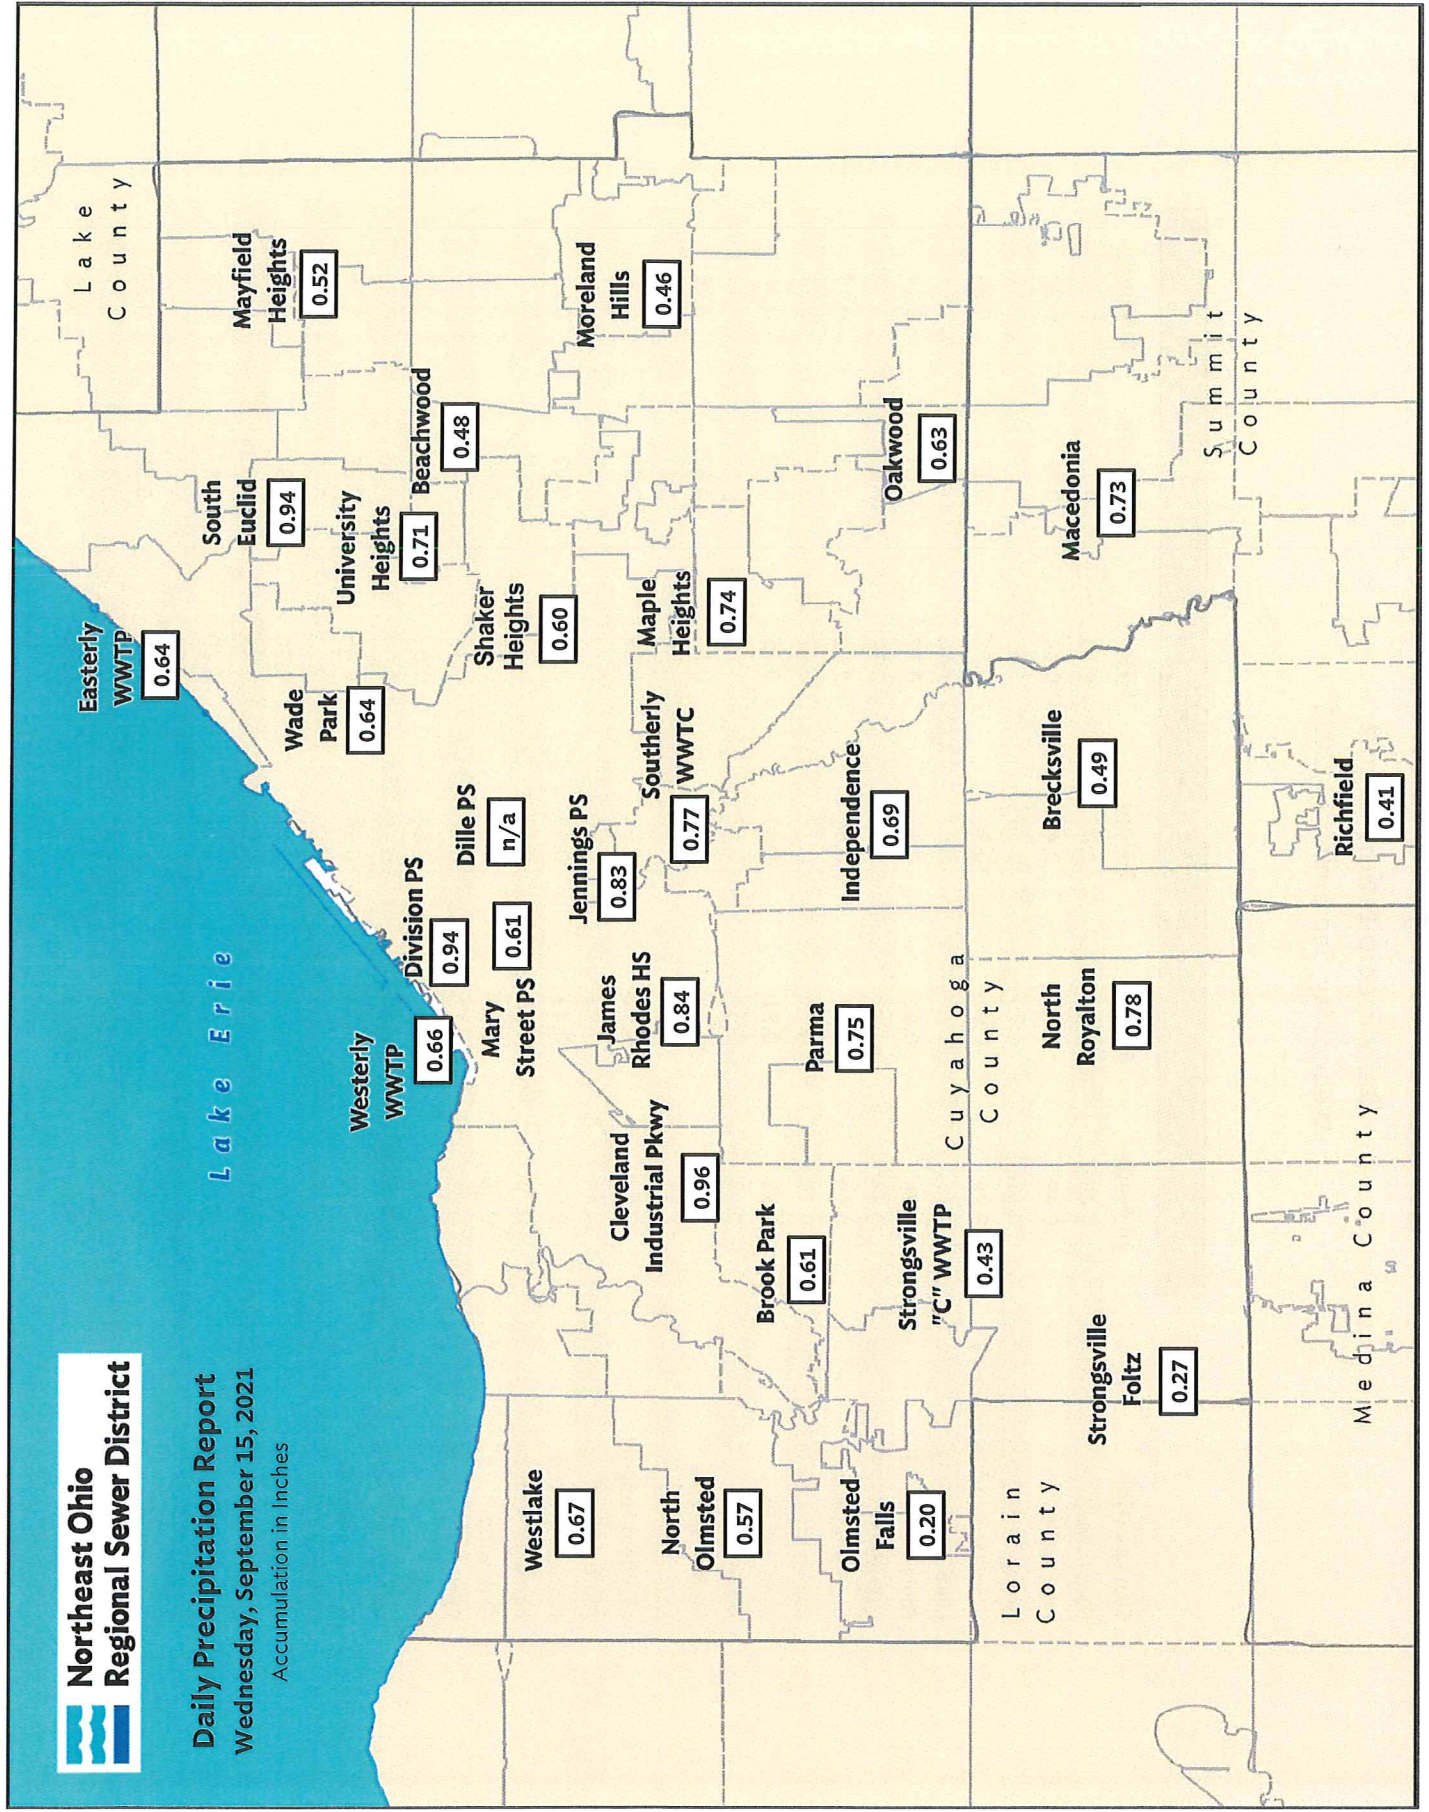 Northeast Ohio
Regional Sewer District
Daily Precipitation Report
Wednesday, September 15, 2021
Accumulation in Inches
Lake Erie
Lake
County
Easterly
WWTP
0.64
South
Euclid
0.94
Mayfield
Heights
0.52
Wade
Park
0.64
University
Heights
0.71
Beachwood
0.48
Westerly
WWTP
0.66
Division PS
0.94
Dille PS
n/a
Mary
Street PS
0.61
Shaker
Heights
0.60
Moreland
Hills
0.46
Westlake
0.67
Cleveland
Industrial Pkwy
0.96
James
Rhodes HS
0.84
Jennings PS
0.83
Southerly
WWTC
0.77
Maple
Heights
0.74
North
Olmsted
0.57
Brook Park
0.61
Parma
0.75
Independence
0.69
Oakwood
0.63
Olmsted
Falls
0.20
Strongsville
"C" WWTP
0.43
Cuyahoga
County
Lorain
County
Strongsville
Foltz
0.27
North
Royalton
0.78
Brecksville
0.49
Macedonia
0.73
Summit
County
Medina County
Richfield
0.41